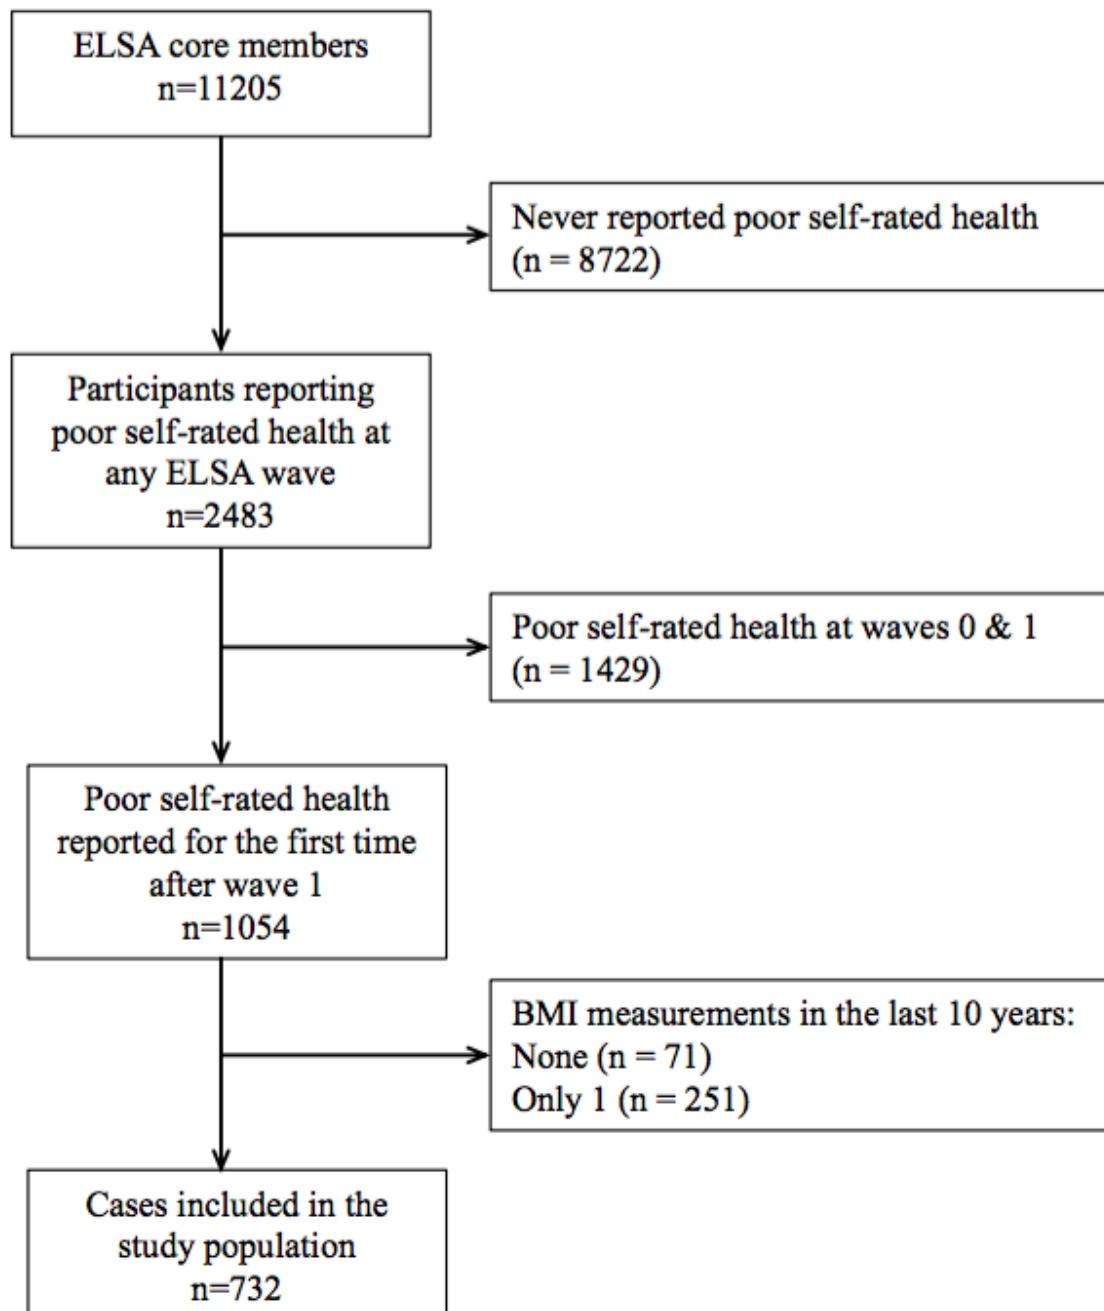 ELSA core members
n=11205
Never reported poor self-rated health
(n = 8722)
Participants reporting
poor self-rated health at
any ELSA wave
n=2483
Poor self-rated health at waves 0 & 1
(n = 1429)
Poor self-rated health
reported for the first time
after wave 1
n=1054
BMI measurements in the last 10 years:
None (n = 71)
Only 1 (n = 251)
Cases included in the
study population
n=732